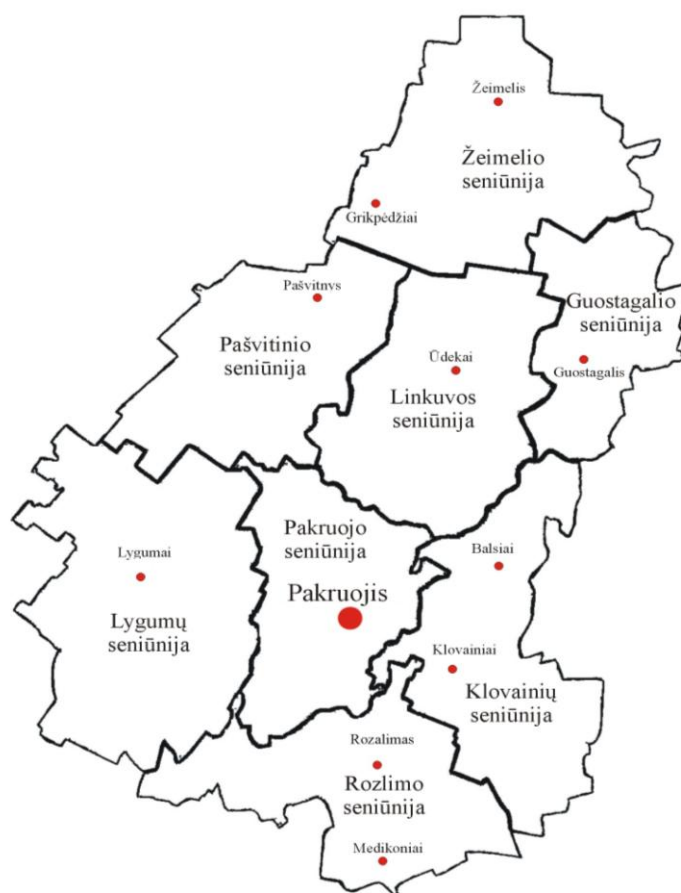 Žeimelis
Žeimelio
seniūnija
Grikpėdžiai
Pašvitnys
Guostagalio
seniūnija
Pašvitinio
seniūnija
Ūdekai
Guostagalis
Linkuvos
seniūnija
Pakruojo
seniūnija
Balsiai
Lygumai
Pakruojis
Lygumų
seniūnija
Klovainiai
Klovainių
seniūnija
Rozalimas
Rozlimo
seniūnija
Medikoniai